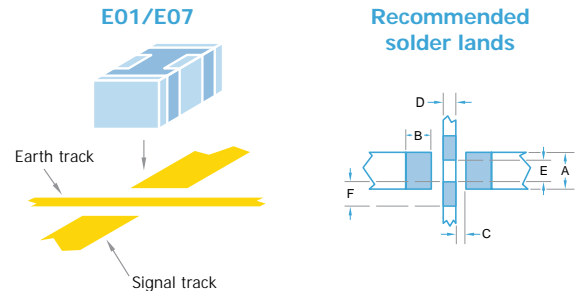 E01/E07
Earth track
Signal track
Recommended
solder lands
D
B
E
A
F
C